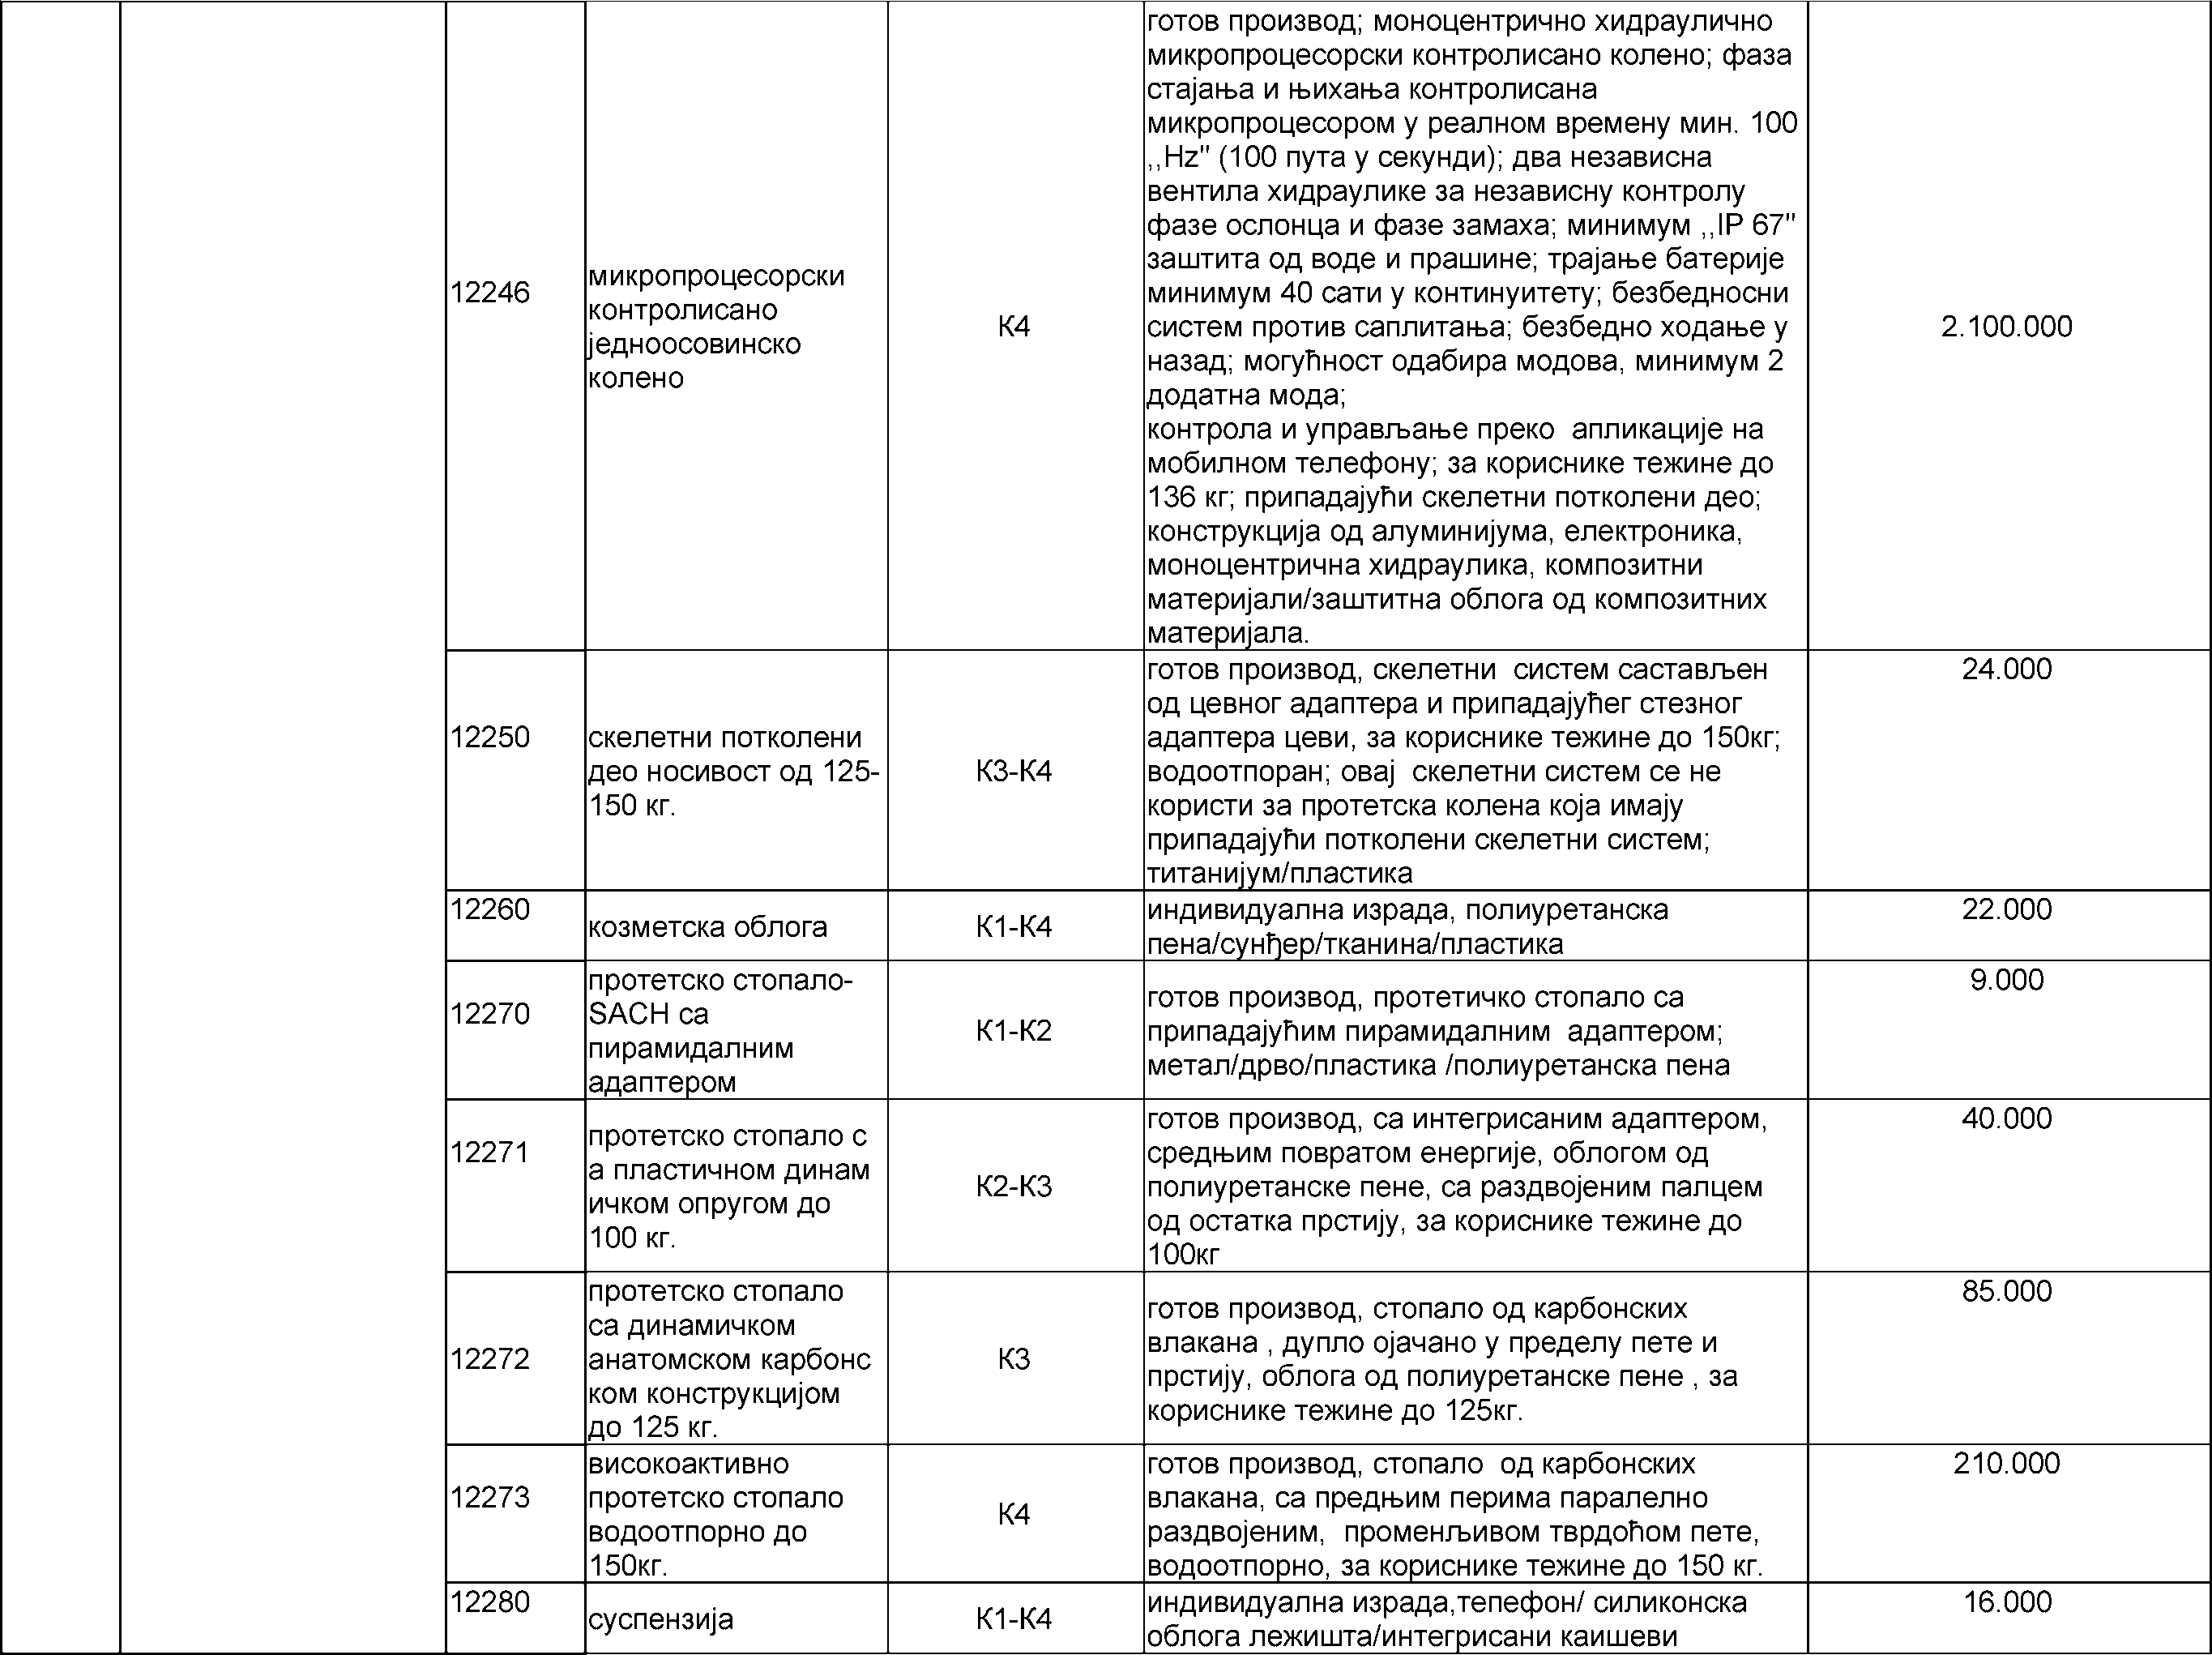 готов производ; моноцентрично хидраулично
микропроцесорски контролисано колено; фаза
стајања и њихања контролисана
микропроцесором у реалном времену мин. 100
,,Hz" (100 пута у секунди); два независна
вентила хидраулике за независну контролу
фазе ослонца и фазе замаха; минимум ,,IP 67"
заштита од воде и прашине; трајање батерије
минимум 40 сати у континуитету; безбедносни
систем против саплитања; безбедно ходање у
назад; могућност одабира модова, минимум 2
додатна мода;
контрола и управљање преко  апликације на
мобилном телефону; за кориснике тежине до
136 кг; припадајући скелетни потколени део;
конструкција од алуминијума, електроника,
моноцентрична хидраулика, композитни
материјали/заштитна облога од композитних
материјала.
12246
микропроцесорски
контролисано
једноосовинско
колено
К4
2.100.000
12250
скелетни потколени
део носивост од 125-
150 кг.
К3-К4
готов производ, скелетни  систем састављен
од цевног адаптера и припадајућег стезног
адаптера цеви, за кориснике тежине до 150кг;
водоотпоран; овај  скелетни систем се не
користи за протетска колена која имају
припадајући потколени скелетни систем;
титанијум/пластика
24.000
12260
козметска облога
К1-К4
индивидуална израда, полиуретанска
пена/сунђер/тканина/пластика
22.000
12270
протетско стопало-
SACH са
пирамидалним
адаптером
К1-К2
готов производ, протетичко стопало са
припадајућим пирамидалним  адаптером;
метал/дрво/пластика /полиуретанска пена
9.000
12271
протетско стопало с
а пластичном динам
ичком опругом до
100 кг.
К2-К3
готов производ, са интегрисаним адаптером,
средњим повратом енергије, облогом од
полиуретанске пене, са раздвојеним палцем
од остатка прстију, за кориснике тежине до
100кг
40.000
12272
протетско стопало
са динамичком
анатомском карбонс
ком конструкцијом
до 125 кг.
К3
готов производ, стопало од карбонских
влакана , дупло ојачано у пределу пете и
прстију, облога од полиуретанске пене , за
кориснике тежине до 125кг.
85.000
12273
високоактивно
протетско стопало
водоотпорно до
150кг.
К4
готов производ, стопало  од карбонских
влакана, са предњим перима паралелно
раздвојеним,  променљивом тврдоћом пете,
водоотпорно, за кориснике тежине до 150 кг.
210.000
12280
суспензија
К1-К4
индивидуална израда,тепефон/ силиконска
облога лежишта/интегрисани каишеви
16.000